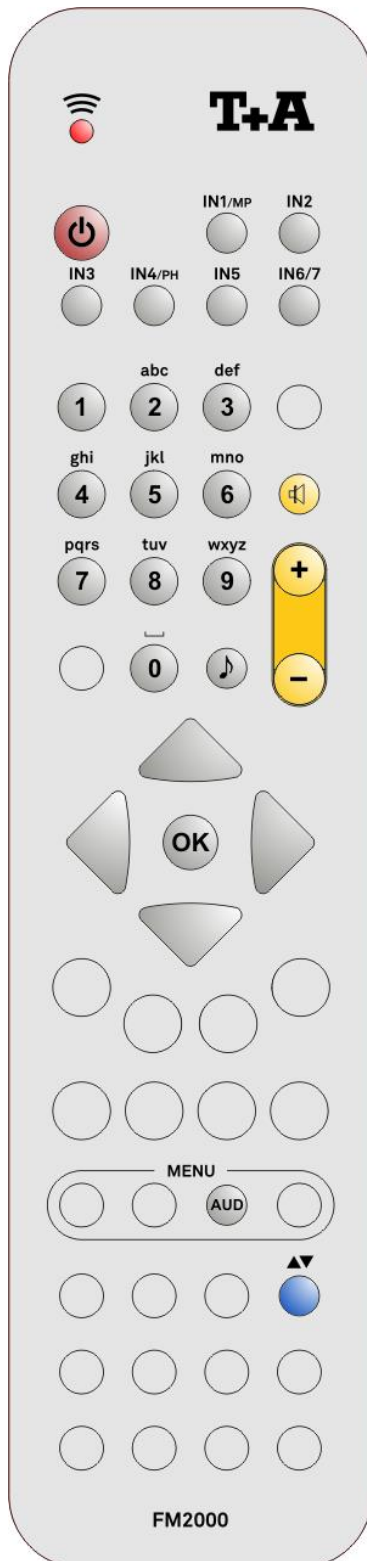 T+A
IN1/MP IN2
IN3 IN4/PH IN5 IN6/7
abc def
1 2 3
ghi jkl mno
4 5 6
pqrs tuv wxyz
7 8 9
+
0
−
OK
MENU
AUD
▲▼
FM2000